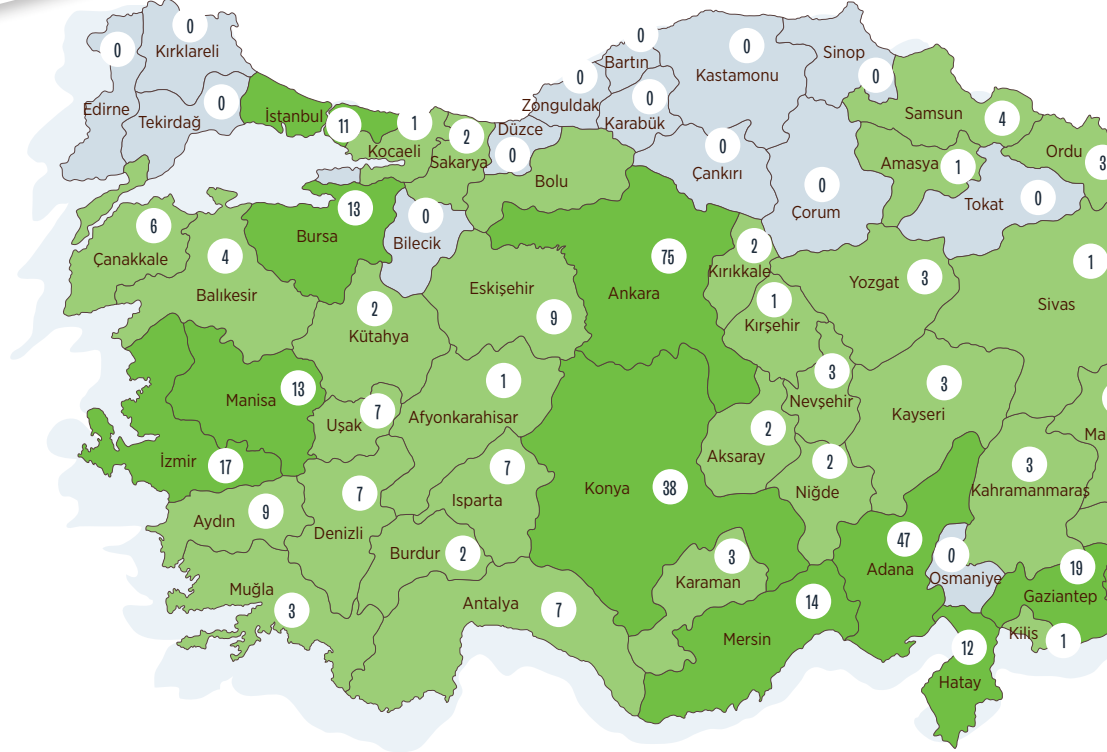 0
Kırklareli
0
Edirne
0
Tekirdağ
İstanbul
11
1
Kocaeli
2
Sakarya
Düzce
0
0
Zonguldak
0
Bartın
0
Karabük
0
Kastamonu
Sinop
0
Samsun
4
Ordu
3
Amasya
1
Tokat
0
0
Çankırı
0
Çorum
Bolu
13
Bursa
0
Bilecik
6
Çanakkale
4
Balıkesir
2
Kütahya
Eskişehir
9
75
Ankara
2
Kırıkkale
1
Kırşehir
Yozgat
3
1
Sivas
13
Manisa
7
Uşak
1
Afyonkarahisar
3
Nevşehir
3
Kayseri
Ma
İzmir
17
2
Aksaray
2
Niğde
3
Kahramanmaraş
9
Aydın
7
Denizli
7
Isparta
Konya
38
Burdur
2
3
Karaman
47
Adana
0
Osmaniye
19
Gaziantep
Muğla
3
Antalya
7
14
Mersin
Kilis
1
12
Hatay